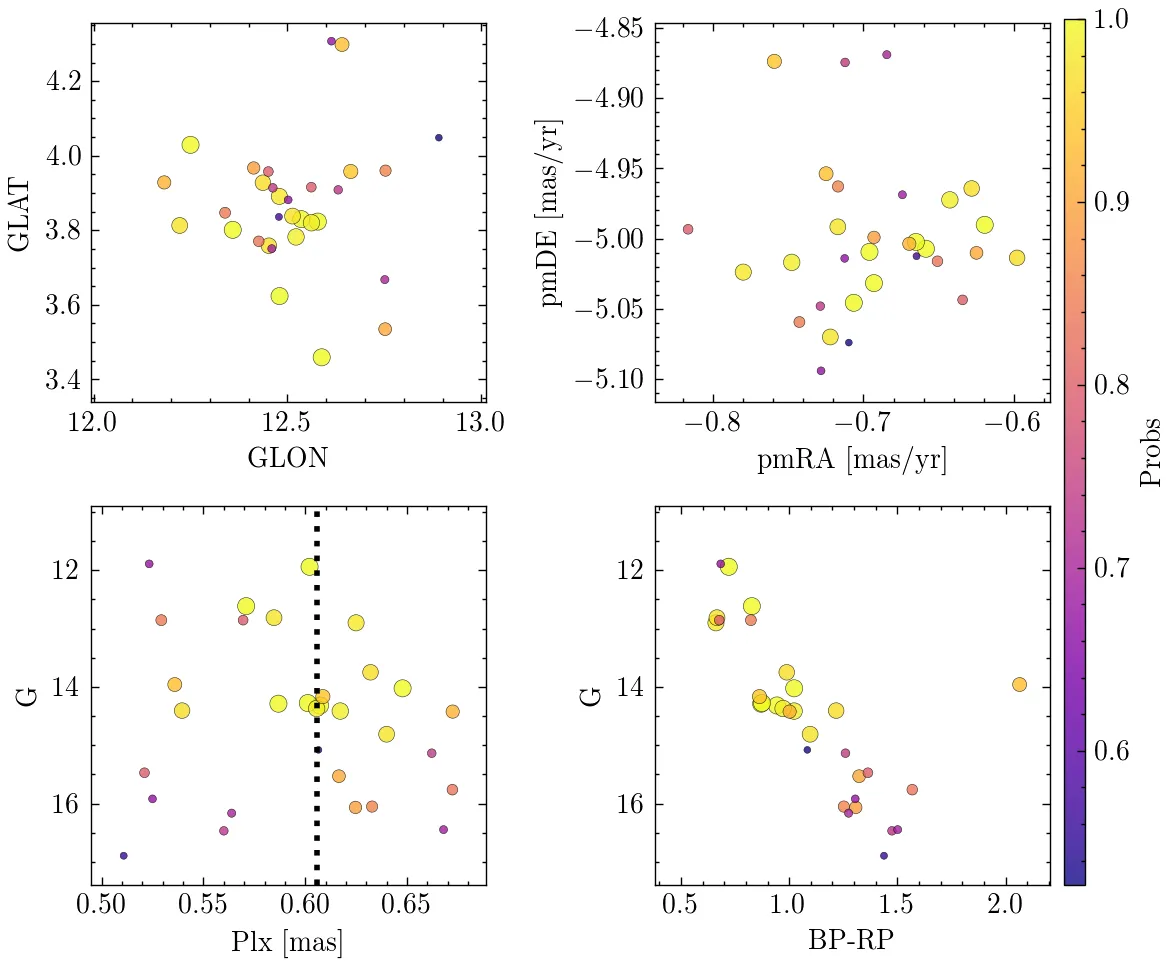 4.2
4.0
3.8
3.6
3.4
GLAT
12.0 12.5 13.0
GLON
−4.85
−4.90
−4.95
−5.00
−5.05
−5.10
pmDE [mas/yr]
−0.8 −0.7 −0.6
pmRA [mas/yr]
12
14
16
G
0.50 0.55 0.60 0.65
Plx [mas]
12
14
16
G
0.5 1.0 1.5 2.0
BP-RP
1.0
0.9
0.8
0.7
0.6
Probs